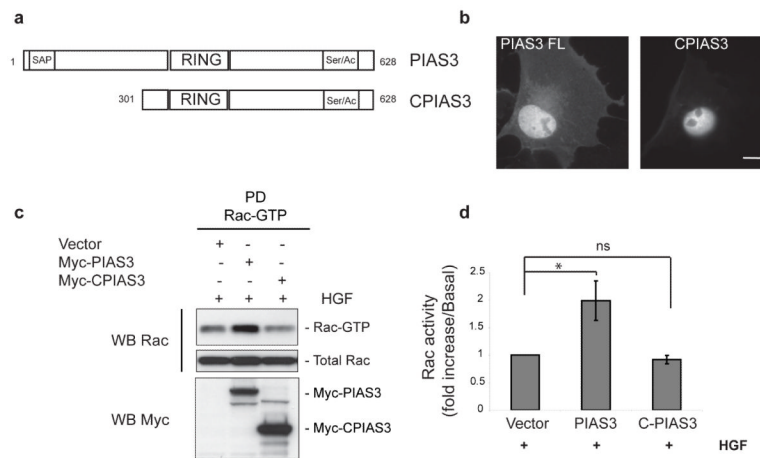 a
1 SAP RING Ser/Ac 628 PIAS3
301 RING Ser/Ac 628 CPIAS3
b
PIAS3 FL CPIAS3
c
PD
Rac-GTP
Vector + - -
Myc-PIAS3 - + -
Myc-CPIAS3 - - +
+ + + HGF
WB Rac
- Rac-GTP
- Total Rac
WB Myc
- Myc-PIAS3
- Myc-CPIAS3
d
ns
*
Rac activity
(fold increase/Basal)
2.5
2
1.5
1
0.5
0
Vector PIAS3 C-PIAS3
+ + + HGF